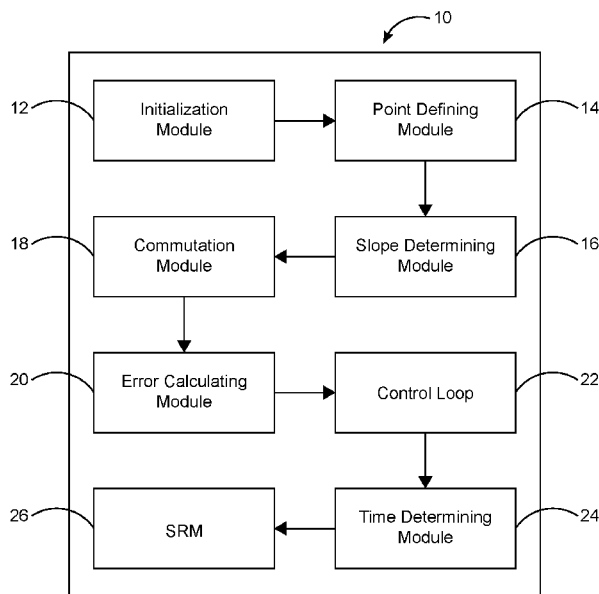 10
12
Initialization
Module
Point Defining
Module
14
18
Commutation
Module
Slope Determining
Module
16
20
Error Calculating
Module
Control Loop
22
26
SRM
Time Determining
Module
24